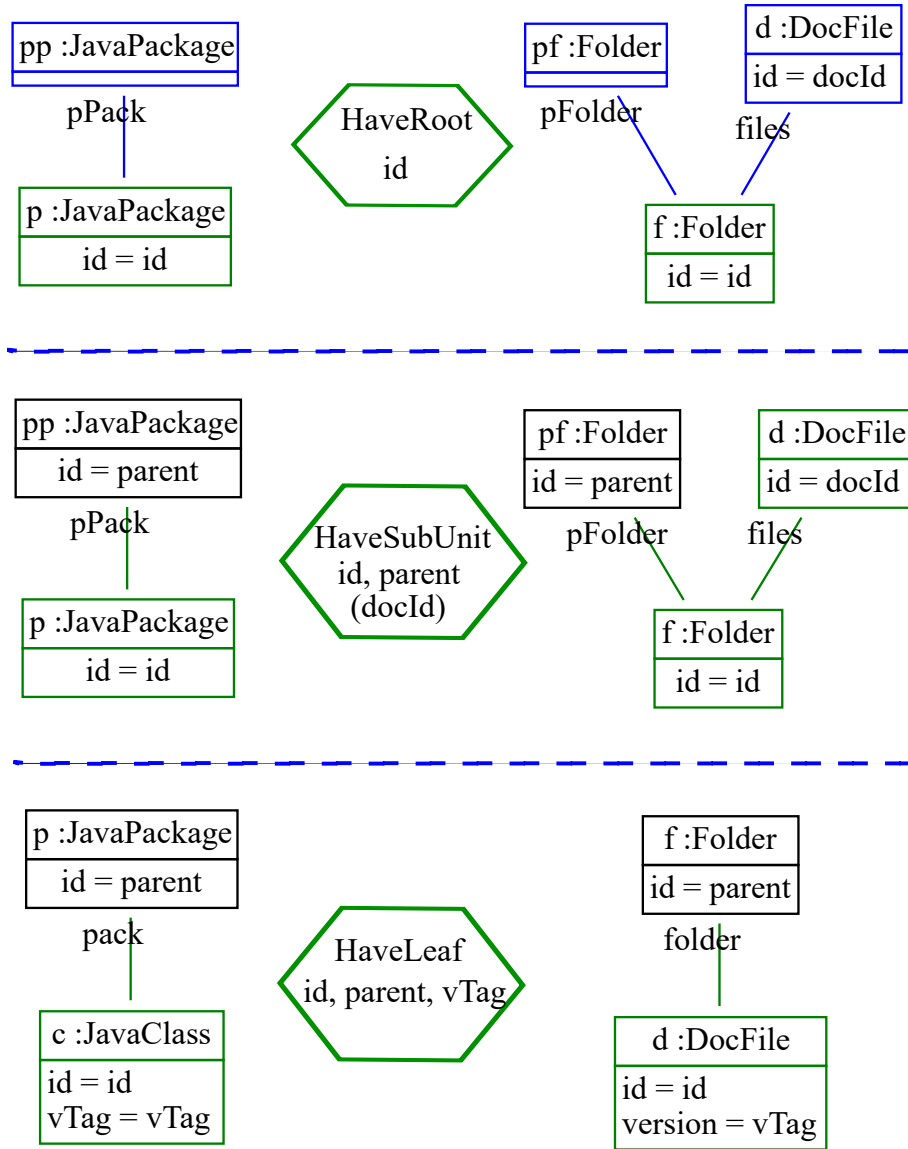 pp :JavaPackage
pPack
p :JavaPackage
id = id
HaveRoot
id
pf :Folder
pFolder
d :DocFile
id = docId
files
f :Folder
id = id
pp :JavaPackage
id = parent
pPack
p :JavaPackage
id = id
HaveSubUnit
id, parent
(docId)
pf :Folder
id = parent
pFolder
d :DocFile
id = docId
files
f :Folder
id = id
p :JavaPackage
id = parent
pack
c :JavaClass
id = id
vTag = vTag
HaveLeaf
id, parent, vTag
f :Folder
id = parent
folder
d :DocFile
id = id
version = vTag